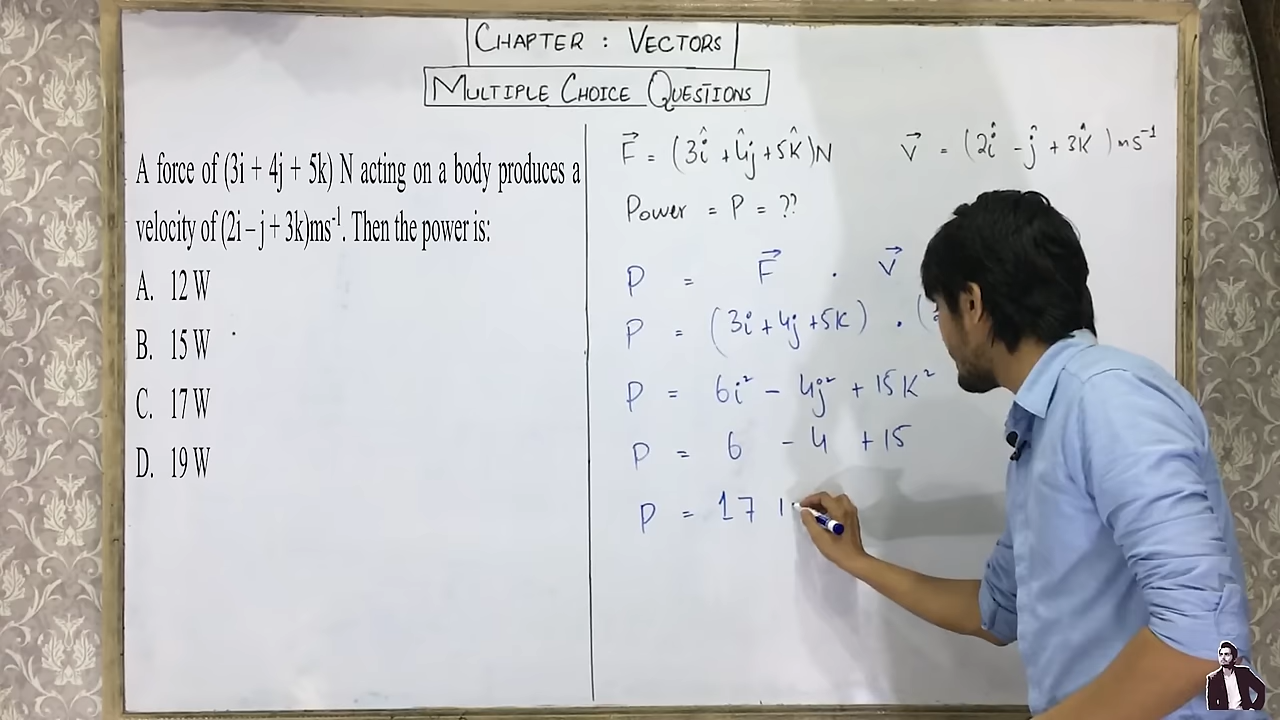 CHAPTER : VECTORS
MULTIPLE CHOICE QUESTIONS
A force of (3i + 4j + 5k) N acting on a body produces a
velocity of (2i – j + 3k)ms⁻¹. Then the power is:
A. 12 W
B. 15 W
C. 17 W
D. 19 W
F⃗ = (3î + 4ĵ + 5k̂)N V⃗ = (2î - ĵ + 3k̂) ms⁻¹
Power = P = ??
P = F⃗ . V⃗
P = (3i + 4j + 5k) . (
P = 6i² - 4j² + 15k²
P = 6 - 4 + 15
P = 17